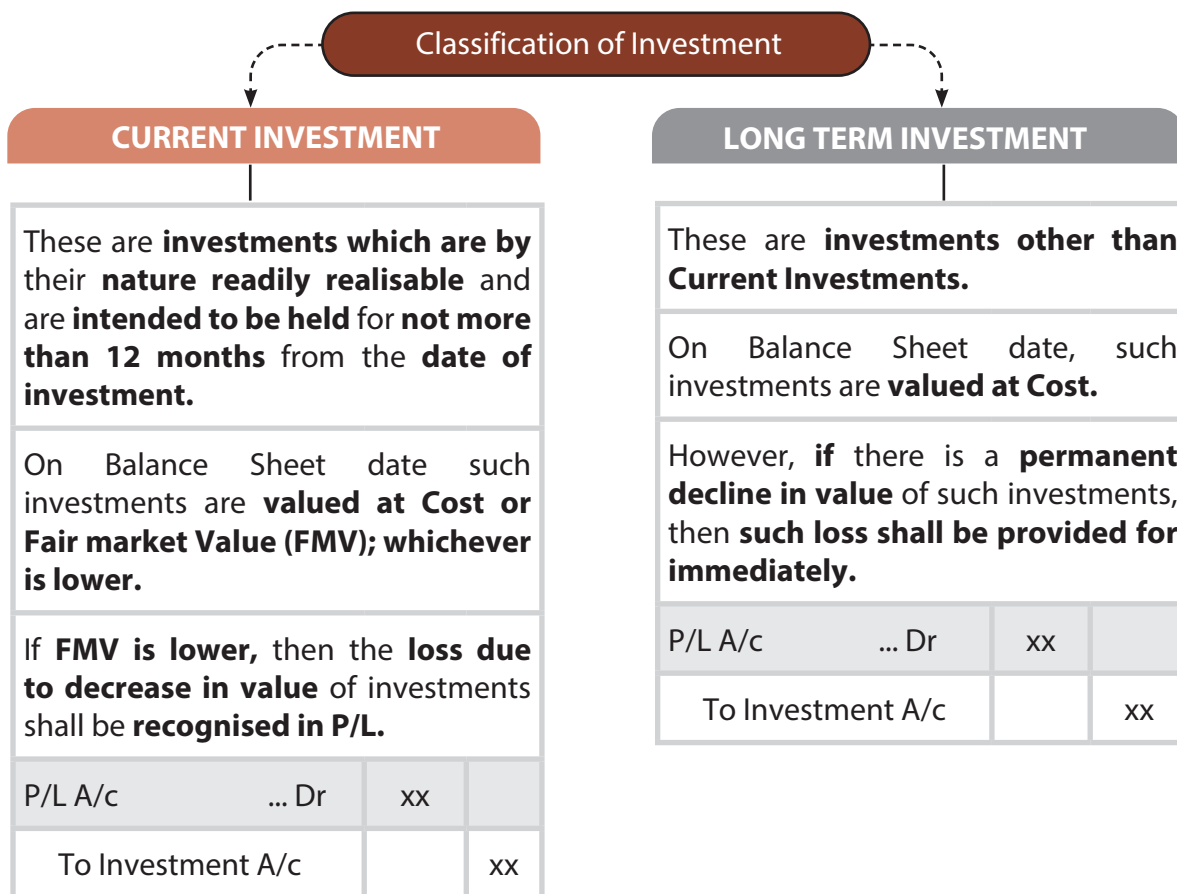 Classification of Investment
CURRENT INVESTMENT
These are investments which are by
their nature readily realisable and
are intended to be held for not more
than 12 months from the date of
investment.
On Balance Sheet date such
investments are valued at Cost or
Fair market Value (FMV); whichever
is lower.
If FMV is lower, then the loss due
to decrease in value of investments
shall be recognised in P/L.
P/L A/c ... Dr xx
To Investment A/c xx
LONG TERM INVESTMENT
These are investments other than
Current Investments.
On Balance Sheet date, such
investments are valued at Cost.
However, if there is a permanent
decline in value of such investments,
then such loss shall be provided for
immediately.
P/L A/c ... Dr xx
To Investment A/c xx